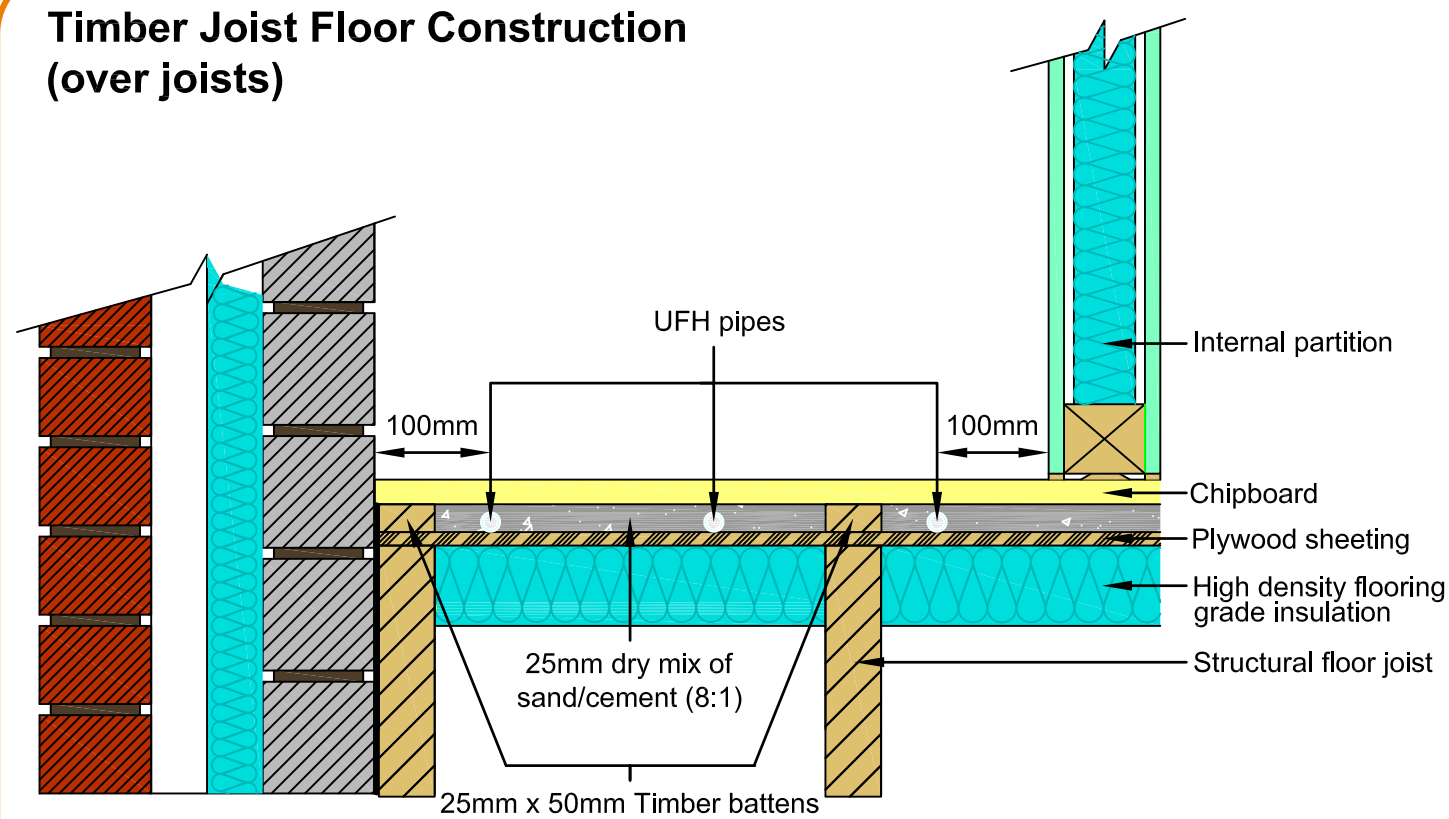 Timber Joist Floor Construction
(over joists)
UFH pipes
Internal partition
100mm
100mm
Chipboard
Plywood sheeting
High density flooring
grade insulation
25mm dry mix of
sand/cement (8:1)
Structural floor joist
25mm x 50mm Timber battens